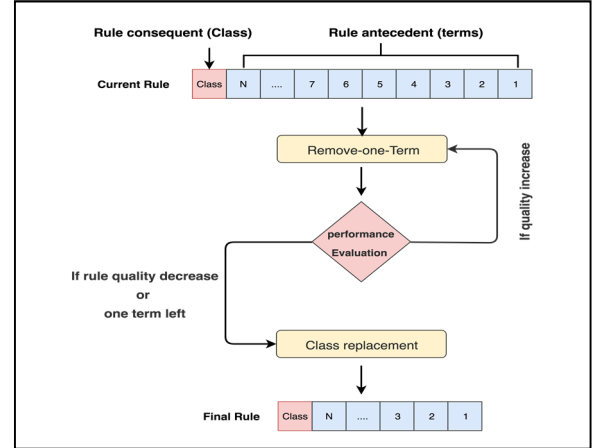 Rule consequent (Class) Rule antecedent (terms)
Current Rule Class N .... 7 6 5 4 3 2 1
Remove-one-Term
If quality increase
performance
Evaluation
If rule quality decrease
or
one term left
Class replacement
Final Rule Class N .... 3 2 1